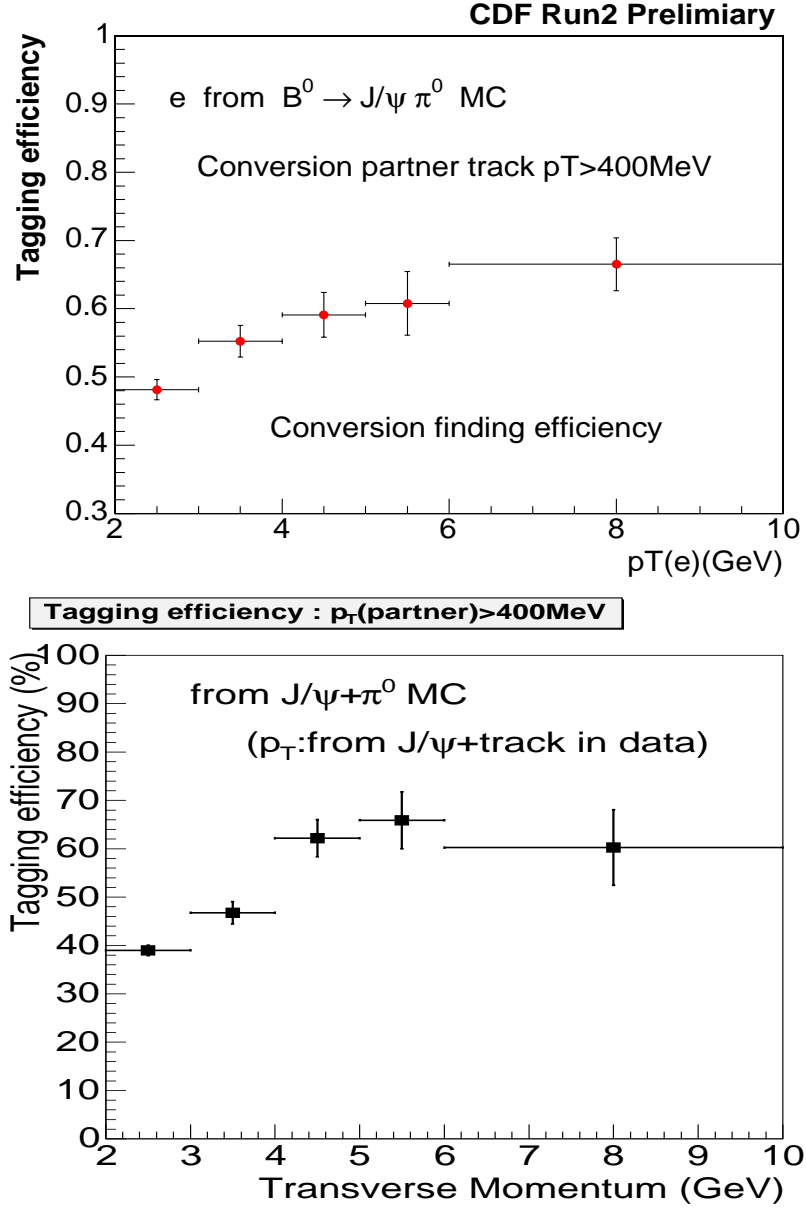 CDF Run2 Prelimiary
Tagging efficiency
1
0.9
0.8
0.7
0.6
0.5
0.4
0.3
e from B⁰ → J/ψ π⁰ MC
Conversion partner track pT>400MeV
Conversion finding efficiency
2 4 6 8 10
pT(e)(GeV)
Tagging efficiency : p_T(partner)>400MeV
Tagging efficiency (%)
100
90
80
70
60
50
40
30
20
10
0
from J/ψ+π⁰ MC
(p_T:from J/ψ+track in data)
2 3 4 5 6 7 8 9 10
Transverse Momentum (GeV)